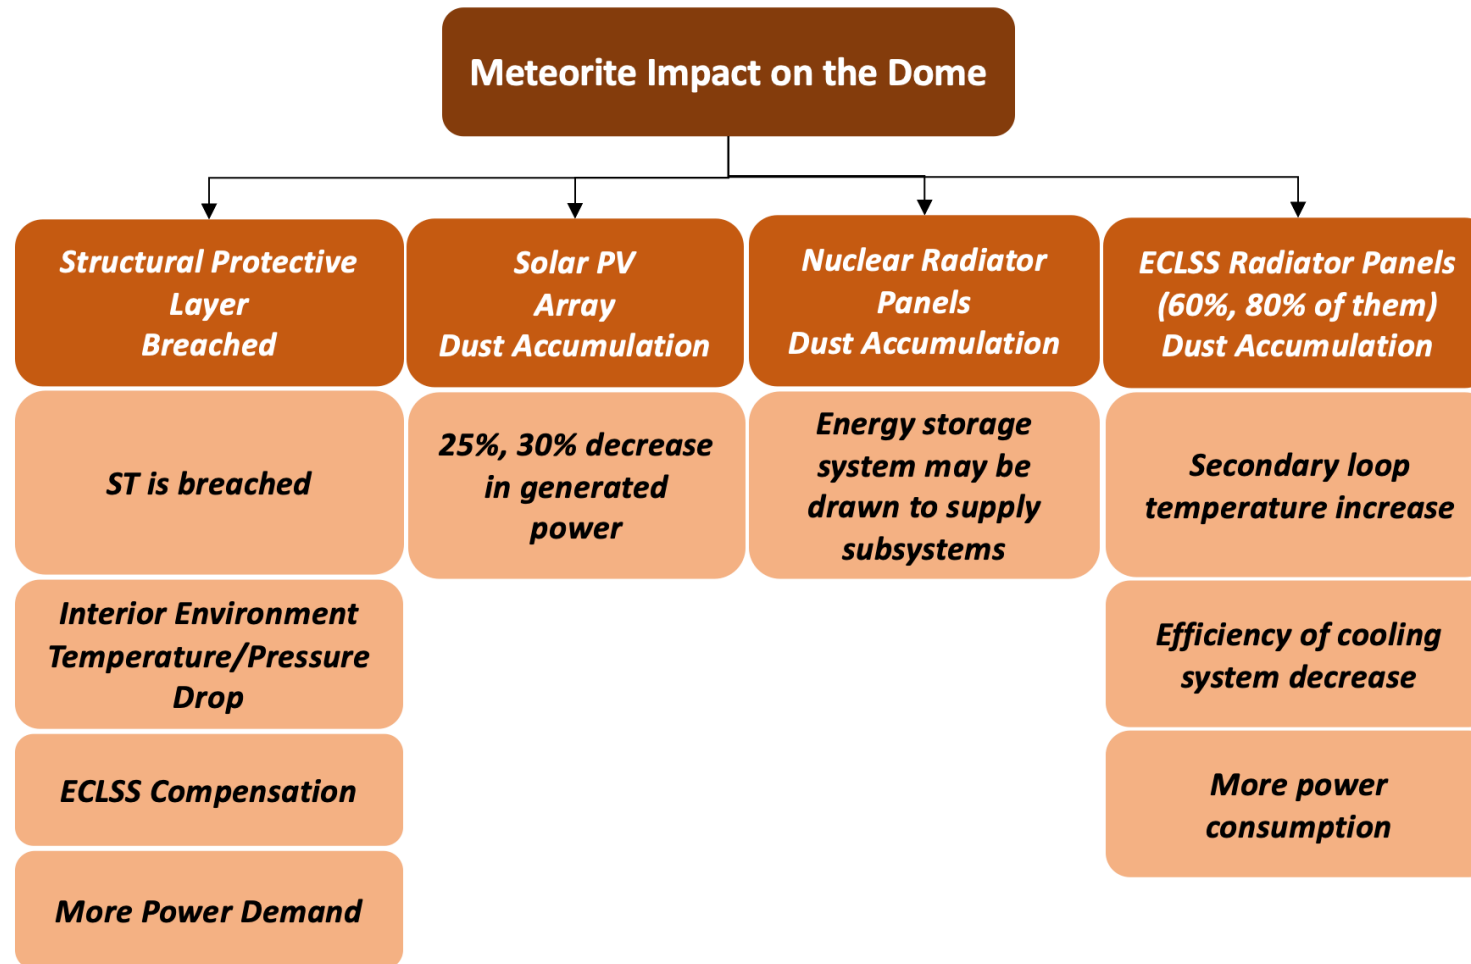 Meteorite Impact on the Dome
Structural Protective
Layer
Breached
ST is breached
Interior Environment
Temperature/Pressure
Drop
ECLSS Compensation
More Power Demand
Solar PV
Array
Dust Accumulation
25%, 30% decrease
in generated
power
Nuclear Radiator
Panels
Dust Accumulation
Energy storage
system may be
drawn to supply
subsystems
ECLSS Radiator Panels
(60%, 80% of them)
Dust Accumulation
Secondary loop
temperature increase
Efficiency of cooling
system decrease
More power
consumption